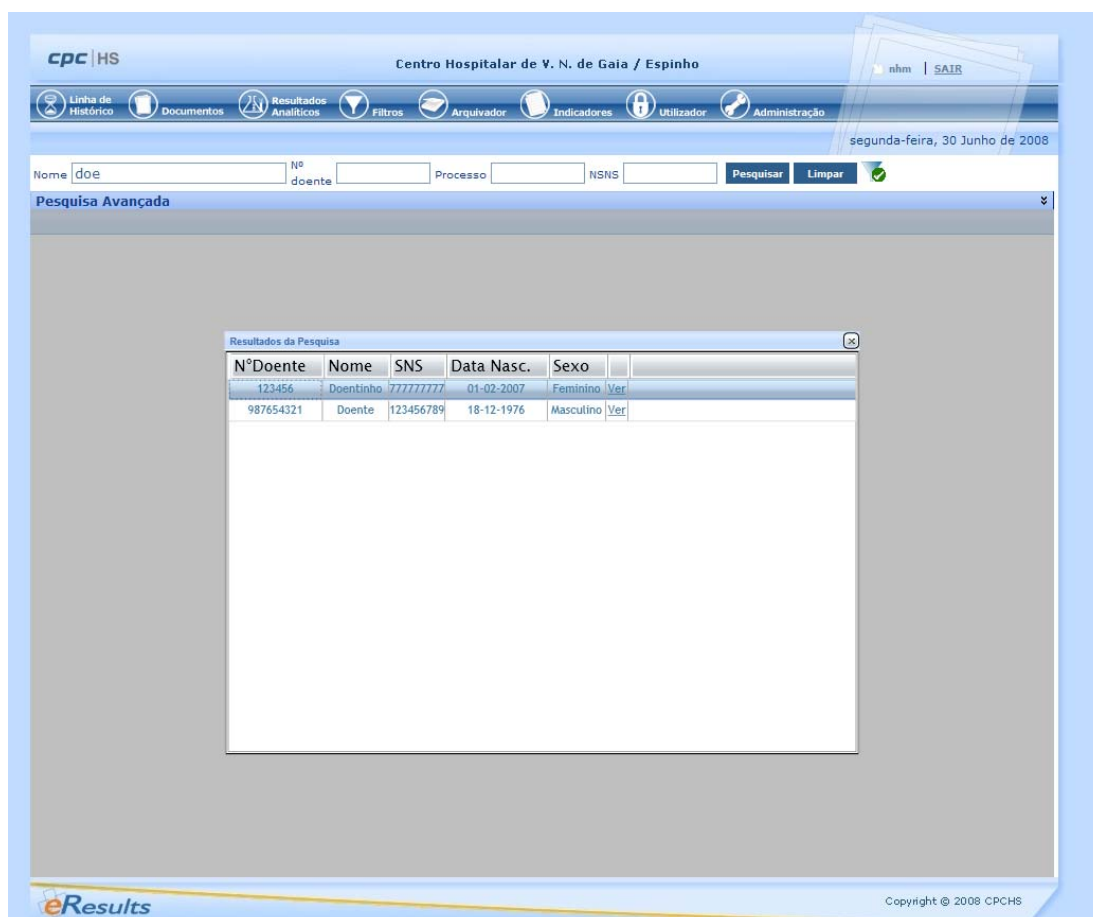 cpc HS
Centro Hospitalar de V. N. de Gaia / Espinho
nhm | SAIR
Linha de Histórico Documentos Resultados Analíticos Filtros Arquivador Indicadores Utilizador Administração
segunda-feira, 30 Junho de 2008
Nome doe Nº doente Processo NSNS Pesquisar Limpar
Pesquisa Avançada
Resultados da Pesquisa
N°Doente Nome SNS Data Nasc. Sexo
123456 Doentinho 777777777 01-02-2007 Feminino Ver
987654321 Doente 123456789 18-12-1976 Masculino Ver
eResults
Copyright @ 2008 CPCHS